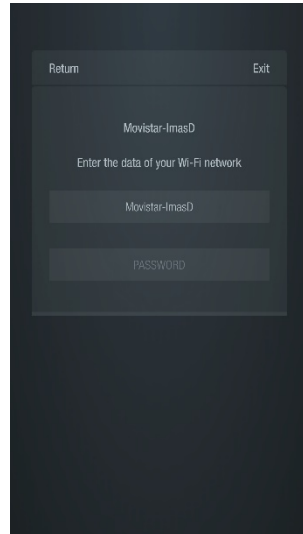 Return Exit
Movistar-ImasD
Enter the data of your Wi-Fi network
Movistar-ImasD
PASSWORD